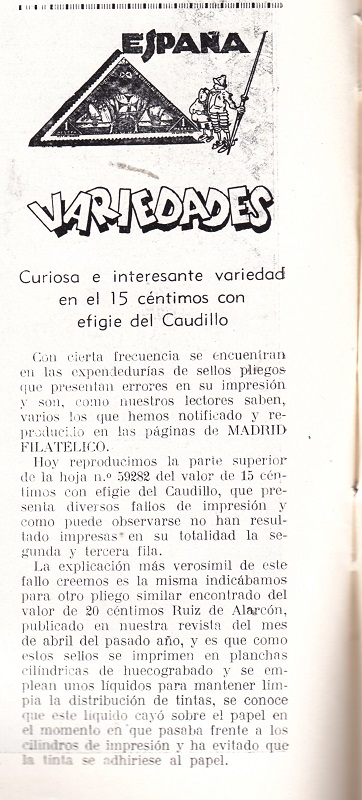 ESPAÑA
VARIEDADES
Curiosa e interesante variedad
en el 15 céntimos con
efigie del Caudillo
Con cierta frecuencia se encuentran
en las expendedurías de sellos pliegos
que presentan errores en su impresión
y son, como nuestros lectores saben,
varios los que hemos notificado y re-
producido en las páginas de MADRID
FILATELICO.
Hoy reproducimos la parte superior
de la hoja n.º 59282 del valor de 15 cén-
timos con efigie del Caudillo, que pre-
senta diversos fallos de impresión y
como puede observarse no han resul-
tado impresas en su totalidad la se-
gunda y tercera fila.
La explicación más verosimil de este
fallo creemos es la misma indicábamos
para otro pliego similar encontrado del
valor de 20 céntimos Ruiz de Alarcón,
publicado en nuestra revista del mes
de abril del pasado año, y es que como
estos sellos se imprimen en planchas
cilíndricas de huecograbado y se em-
plean unos líquidos para mantener lim-
pia la distribución de tintas, se conoce
que este líquido cayó sobre el papel en
el momento en que pasaba frente a los
cilindros de impresión y ha evitado que
la tinta se adhiriese al papel.